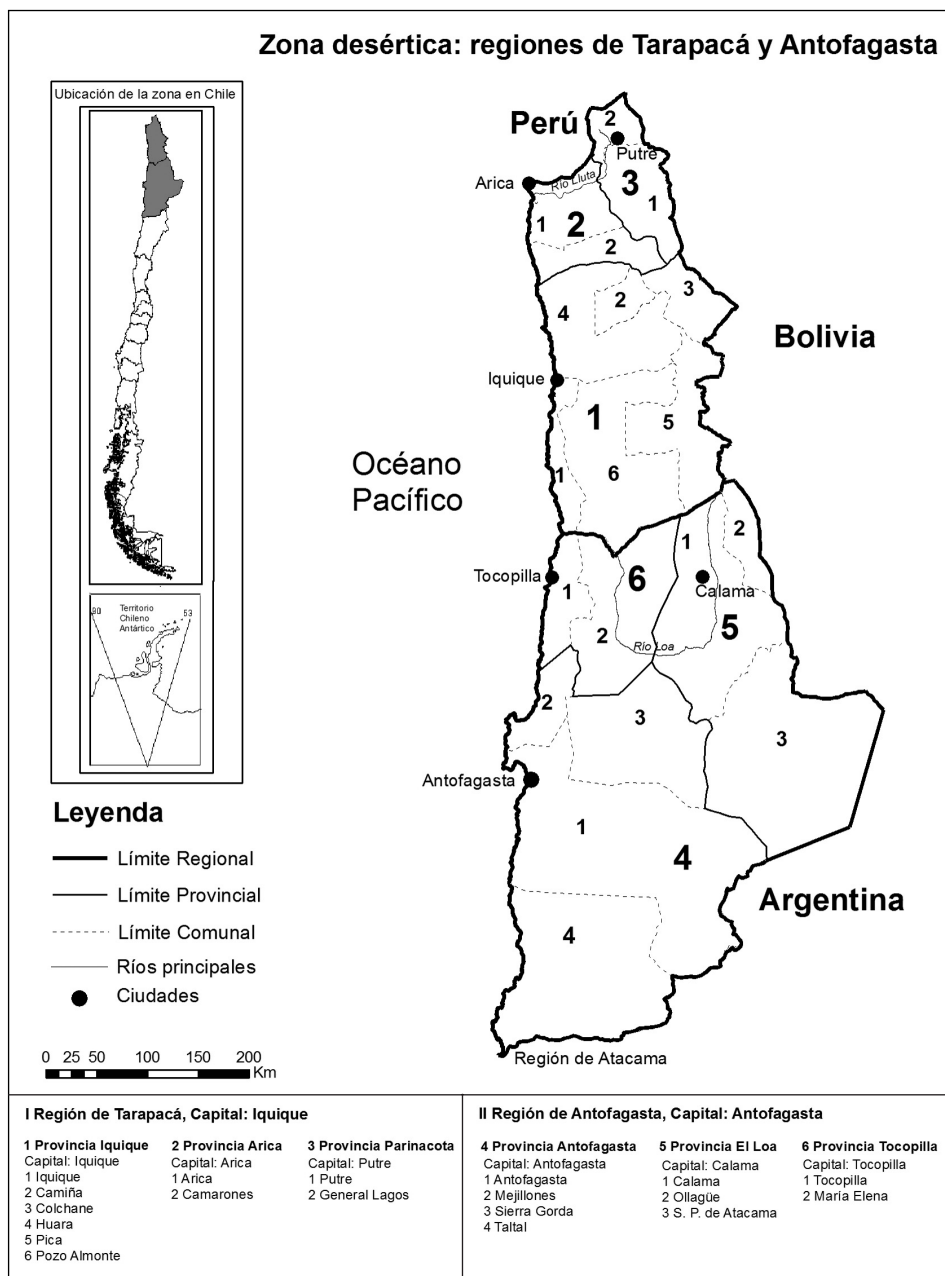 Zona desértica: regiones de Tarapacá y Antofagasta
Ubicación de la zona en Chile
90
Territorio
Chileno
Antártico
53
Perú
2
Putre
Arica
Río Lluta
3
1
1
2
2
3
4
2
Bolivia
Iquique
1
5
Océano
Pacífico
1
6
1
2
Tocopilla
6
Calama
1
5
2
Río Loa
2
3
3
Antofagasta
1
4
Argentina
4
Región de Atacama
Leyenda
Límite Regional
Límite Provincial
Límite Comunal
Ríos principales
Ciudades
0 25 50 100 150 200
Km
I Región de Tarapacá, Capital: Iquique
1 Provincia Iquique
Capital: Iquique
1 Iquique
2 Camiña
3 Colchane
4 Huara
5 Pica
6 Pozo Almonte
2 Provincia Arica
Capital: Arica
1 Arica
2 Camarones
3 Provincia Parinacota
Capital: Putre
1 Putre
2 General Lagos
II Región de Antofagasta, Capital: Antofagasta
4 Provincia Antofagasta
Capital: Antofagasta
1 Antofagasta
2 Mejillones
3 Sierra Gorda
4 Taltal
5 Provincia El Loa
Capital: Calama
1 Calama
2 Ollagüe
3 S. P. de Atacama
6 Provincia Tocopilla
Capital: Tocopilla
1 Tocopilla
2 María Elena